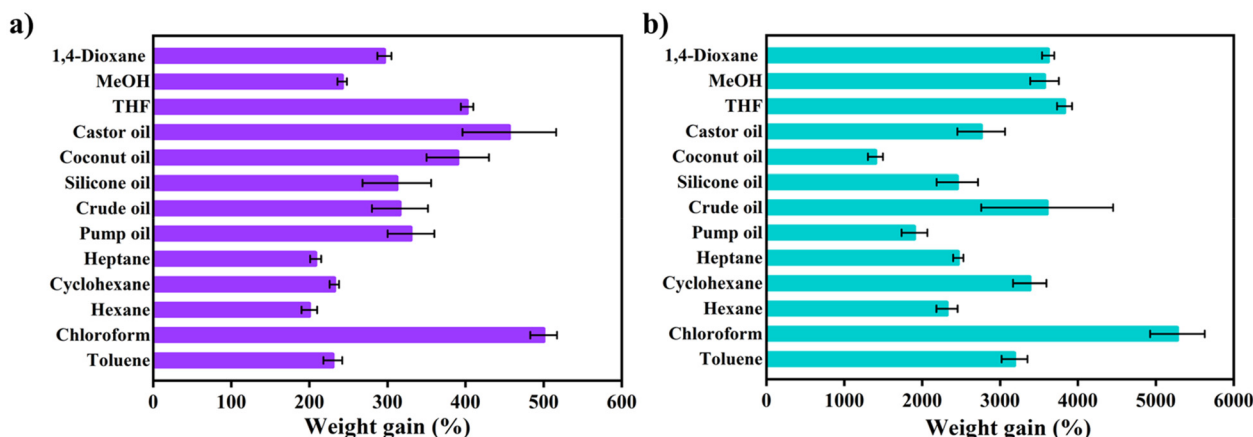 a)
1,4-Dioxane
MeOH
THF
Castor oil
Coconut oil
Silicone oil
Crude oil
Pump oil
Heptane
Cyclohexane
Hexane
Chloroform
Toluene
0 100 200 300 400 500 600
Weight gain (%)
b)
1,4-Dioxane
MeOH
THF
Castor oil
Coconut oil
Silicone oil
Crude oil
Pump oil
Heptane
Cyclohexane
Hexane
Chloroform
Toluene
0 1000 2000 3000 4000 5000 6000
Weight gain (%)